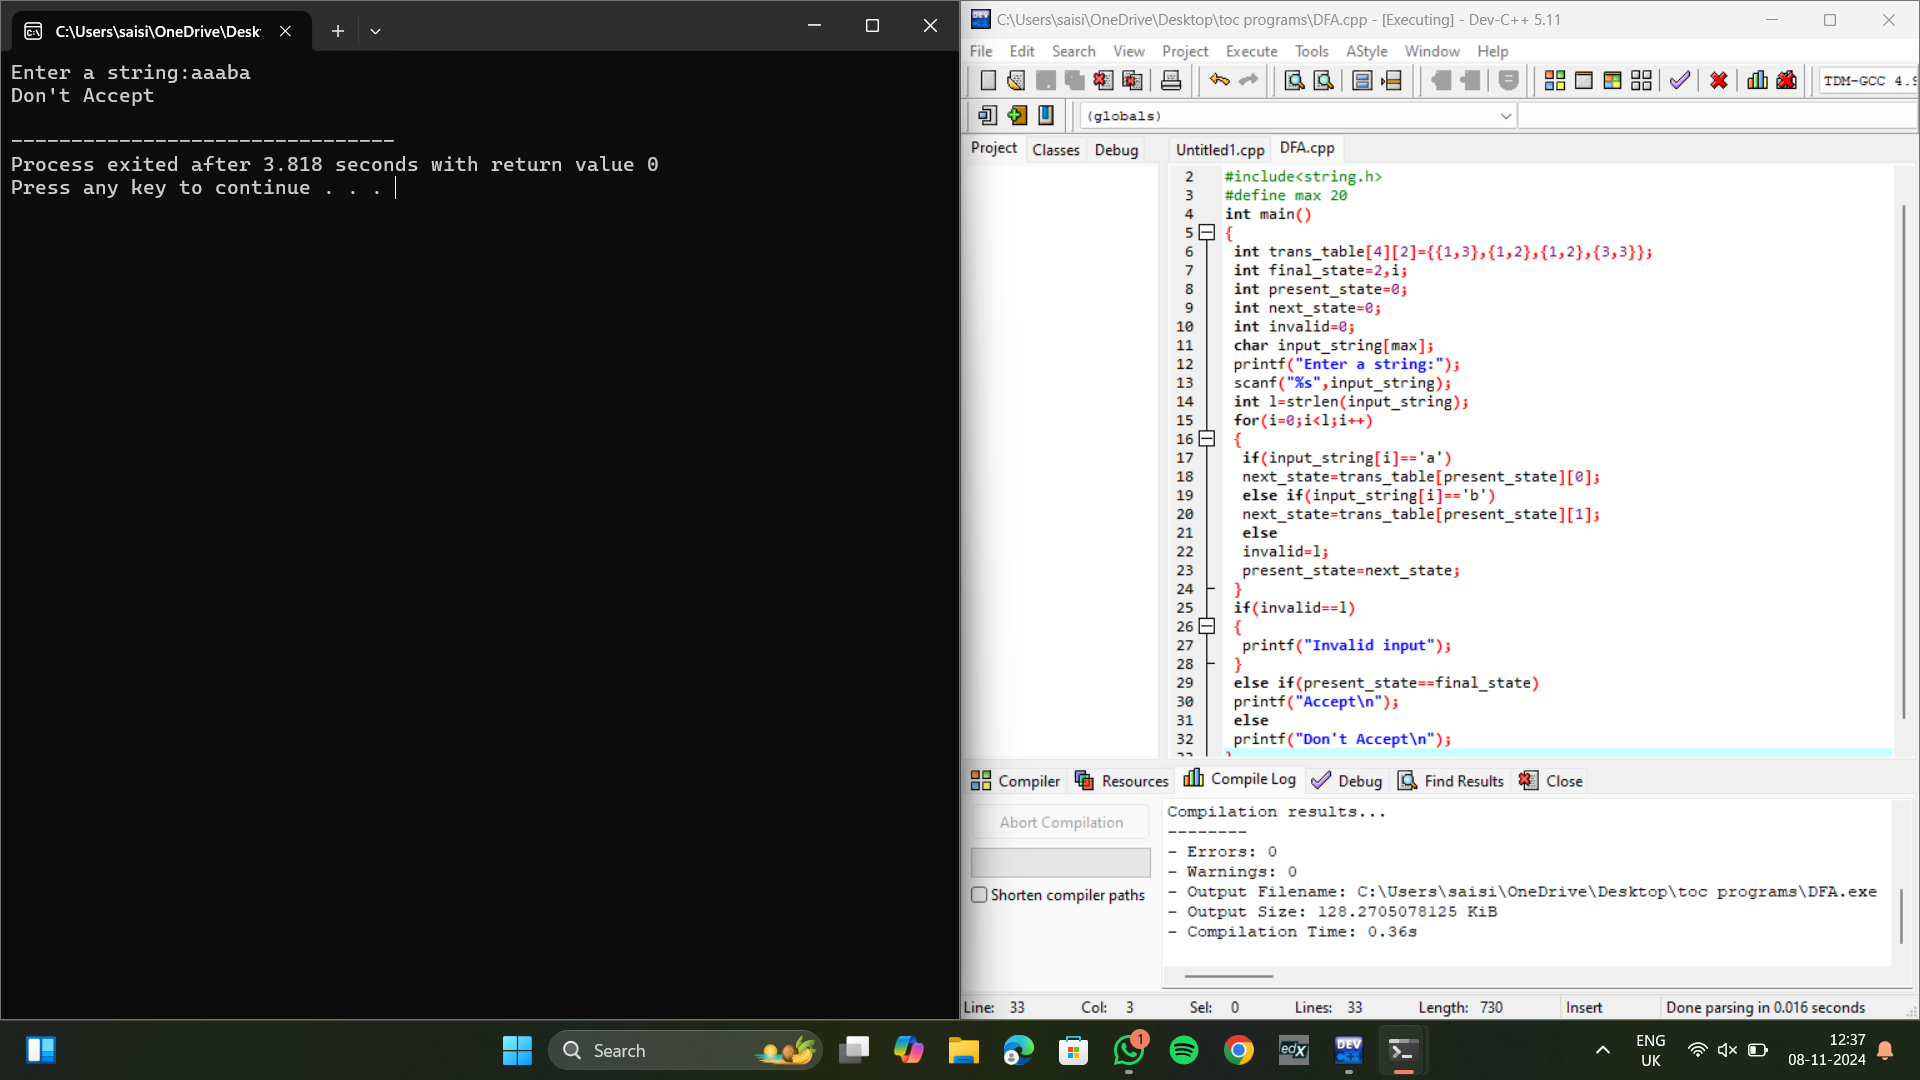 C:\Users\saisi\OneDrive\Desk
Enter a string:aaaba
Don't Accept
--------------------------------
Process exited after 3.818 seconds with return value 0
Press any key to continue . . .
C:\Users\saisi\OneDrive\Desktop\toc programs\DFA.cpp - [Executing] - Dev-C++ 5.11
File Edit Search View Project Execute Tools AStyle Window Help
TDM-GCC 4.9
(globals)
Project Classes Debug
Untitled1.cpp DFA.cpp
2 #include<string.h>
3 #define max 20
4 int main()
5 {
6 int trans_table[4][2]={{1,3},{1,2},{1,2},{3,3}};
7 int final_state=2,i;
8 int present_state=0;
9 int next_state=0;
10 int invalid=0;
11 char input_string[max];
12 printf("Enter a string:");
13 scanf("%s",input_string);
14 int l=strlen(input_string);
15 for(i=0;i<l;i++)
16 {
17 if(input_string[i]=='a')
18 next_state=trans_table[present_state][0];
19 else if(input_string[i]=='b')
20 next_state=trans_table[present_state][1];
21 else
22 invalid=l;
23 present_state=next_state;
24 }
25 if(invalid==l)
26 {
27 printf("Invalid input");
28 }
29 else if(present_state==final_state)
30 printf("Accept\n");
31 else
32 printf("Don't Accept\n");
33 }
Compiler Resources Compile Log Debug Find Results Close
Abort Compilation
Shorten compiler paths
Compilation results...
--------
- Errors: 0
- Warnings: 0
- Output Filename: C:\Users\saisi\OneDrive\Desktop\toc programs\DFA.exe
- Output Size: 128.2705078125 KiB
- Compilation Time: 0.36s
Line: 33 Col: 3 Sel: 0 Lines: 33 Length: 730 Insert Done parsing in 0.016 seconds
Search
1
edX
DEV C++
ENG
UK
12:37
08-11-2024